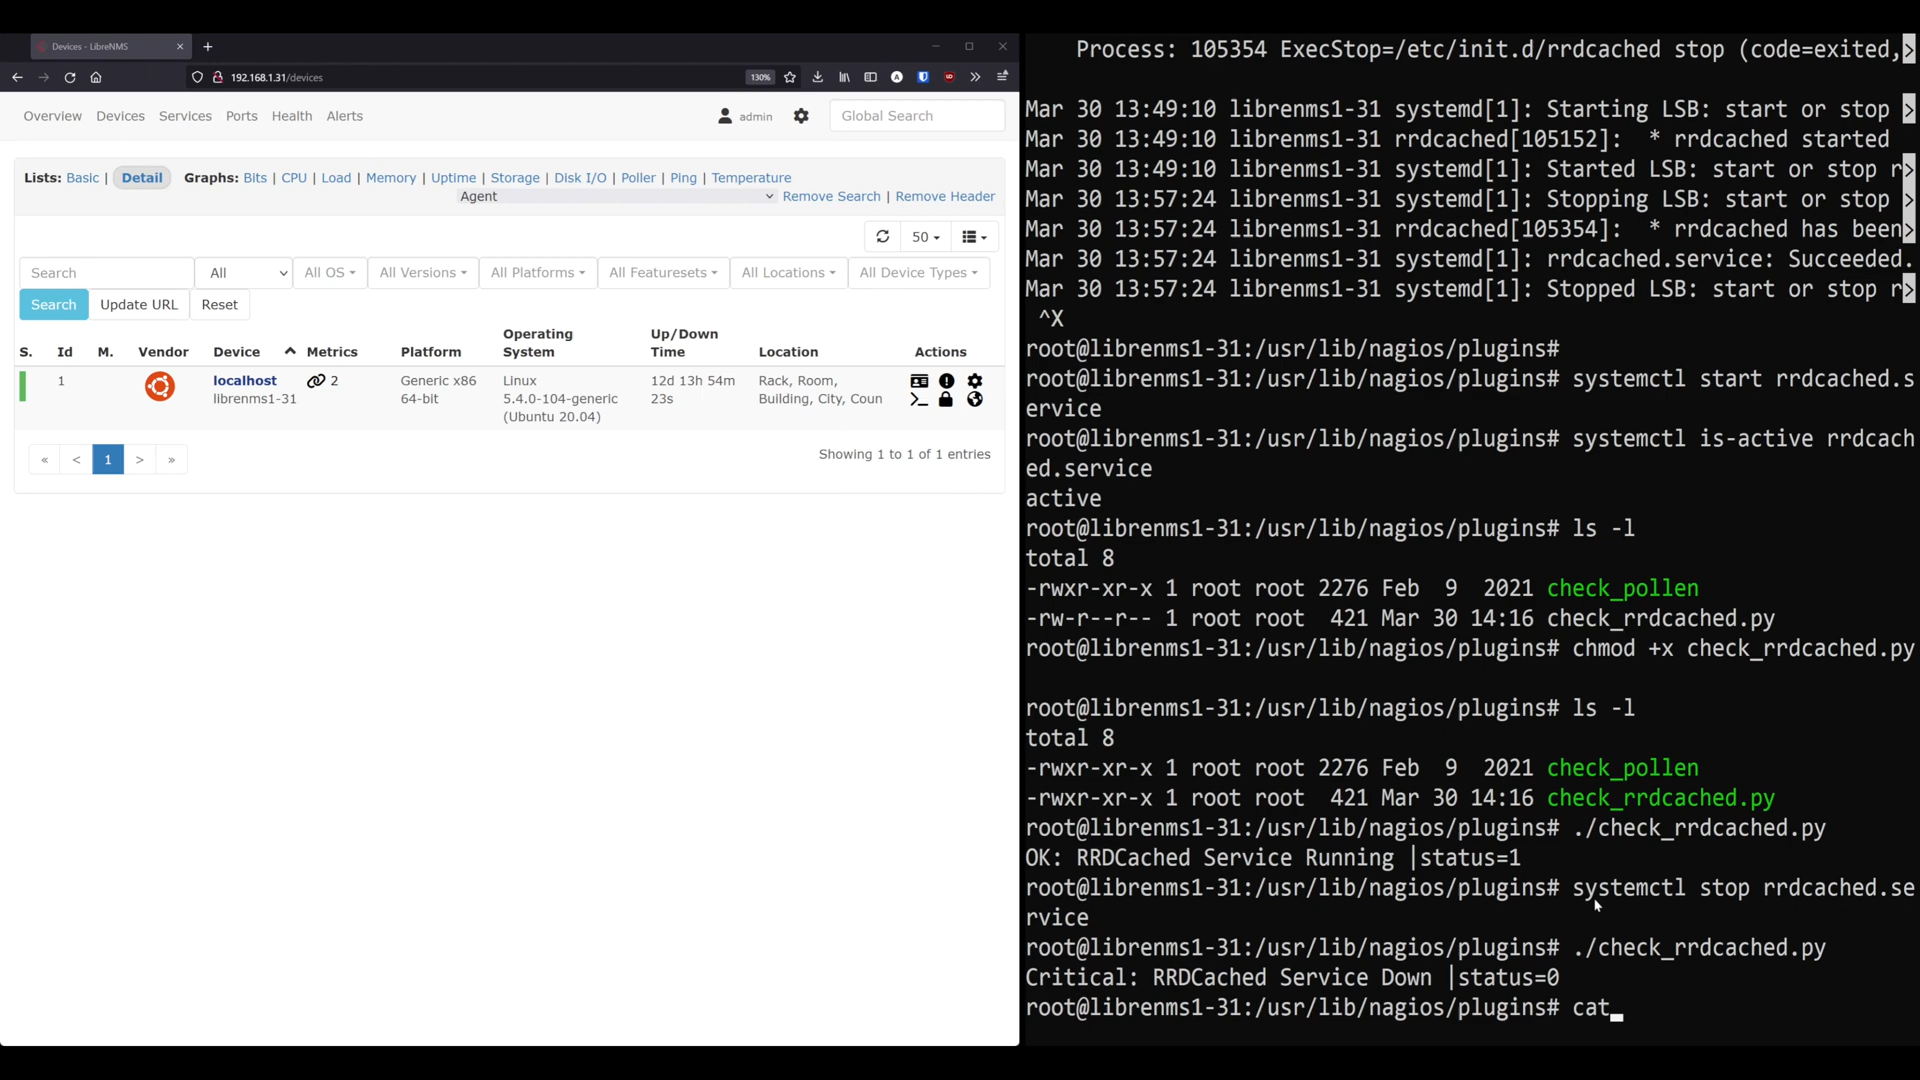 Devices - LibreNMS
192.168.1.31/devices
130%
Overview Devices Services Ports Health Alerts
admin
Global Search
Lists: Basic | Detail Graphs: Bits | CPU | Load | Memory | Uptime | Storage | Disk I/O | Poller | Ping | Temperature
Agent Remove Search | Remove Header
50
Search All All OS All Versions All Platforms All Featuresets All Locations All Device Types
Search Update URL Reset
S. Id M. Vendor Device Metrics Platform Operating System Up/Down Time Location Actions
1 localhost 2 Generic x86 Linux 12d 13h 54m Rack, Room,
librenms1-31 64-bit 5.4.0-104-generic 23s Building, City, Coun
(Ubuntu 20.04)
« < 1 > »
Showing 1 to 1 of 1 entries
Process: 105354 ExecStop=/etc/init.d/rrdcached stop (code=exited,>
Mar 30 13:49:10 librenms1-31 systemd[1]: Starting LSB: start or stop >
Mar 30 13:49:10 librenms1-31 rrdcached[105152]:  * rrdcached started
Mar 30 13:49:10 librenms1-31 systemd[1]: Started LSB: start or stop r>
Mar 30 13:57:24 librenms1-31 systemd[1]: Stopping LSB: start or stop >
Mar 30 13:57:24 librenms1-31 rrdcached[105354]:  * rrdcached has been>
Mar 30 13:57:24 librenms1-31 systemd[1]: rrdcached.service: Succeeded.
Mar 30 13:57:24 librenms1-31 systemd[1]: Stopped LSB: start or stop r>
^X
root@librenms1-31:/usr/lib/nagios/plugins#
root@librenms1-31:/usr/lib/nagios/plugins# systemctl start rrdcached.s
ervice
root@librenms1-31:/usr/lib/nagios/plugins# systemctl is-active rrdcach
ed.service
active
root@librenms1-31:/usr/lib/nagios/plugins# ls -l
total 8
-rwxr-xr-x 1 root root 2276 Feb  9  2021 check_pollen
-rw-r--r-- 1 root root  421 Mar 30 14:16 check_rrdcached.py
root@librenms1-31:/usr/lib/nagios/plugins# chmod +x check_rrdcached.py
root@librenms1-31:/usr/lib/nagios/plugins# ls -l
total 8
-rwxr-xr-x 1 root root 2276 Feb  9  2021 check_pollen
-rwxr-xr-x 1 root root  421 Mar 30 14:16 check_rrdcached.py
root@librenms1-31:/usr/lib/nagios/plugins# ./check_rrdcached.py
OK: RRDCached Service Running |status=1
root@librenms1-31:/usr/lib/nagios/plugins# systemctl stop rrdcached.se
rvice
root@librenms1-31:/usr/lib/nagios/plugins# ./check_rrdcached.py
Critical: RRDCached Service Down |status=0
root@librenms1-31:/usr/lib/nagios/plugins# cat